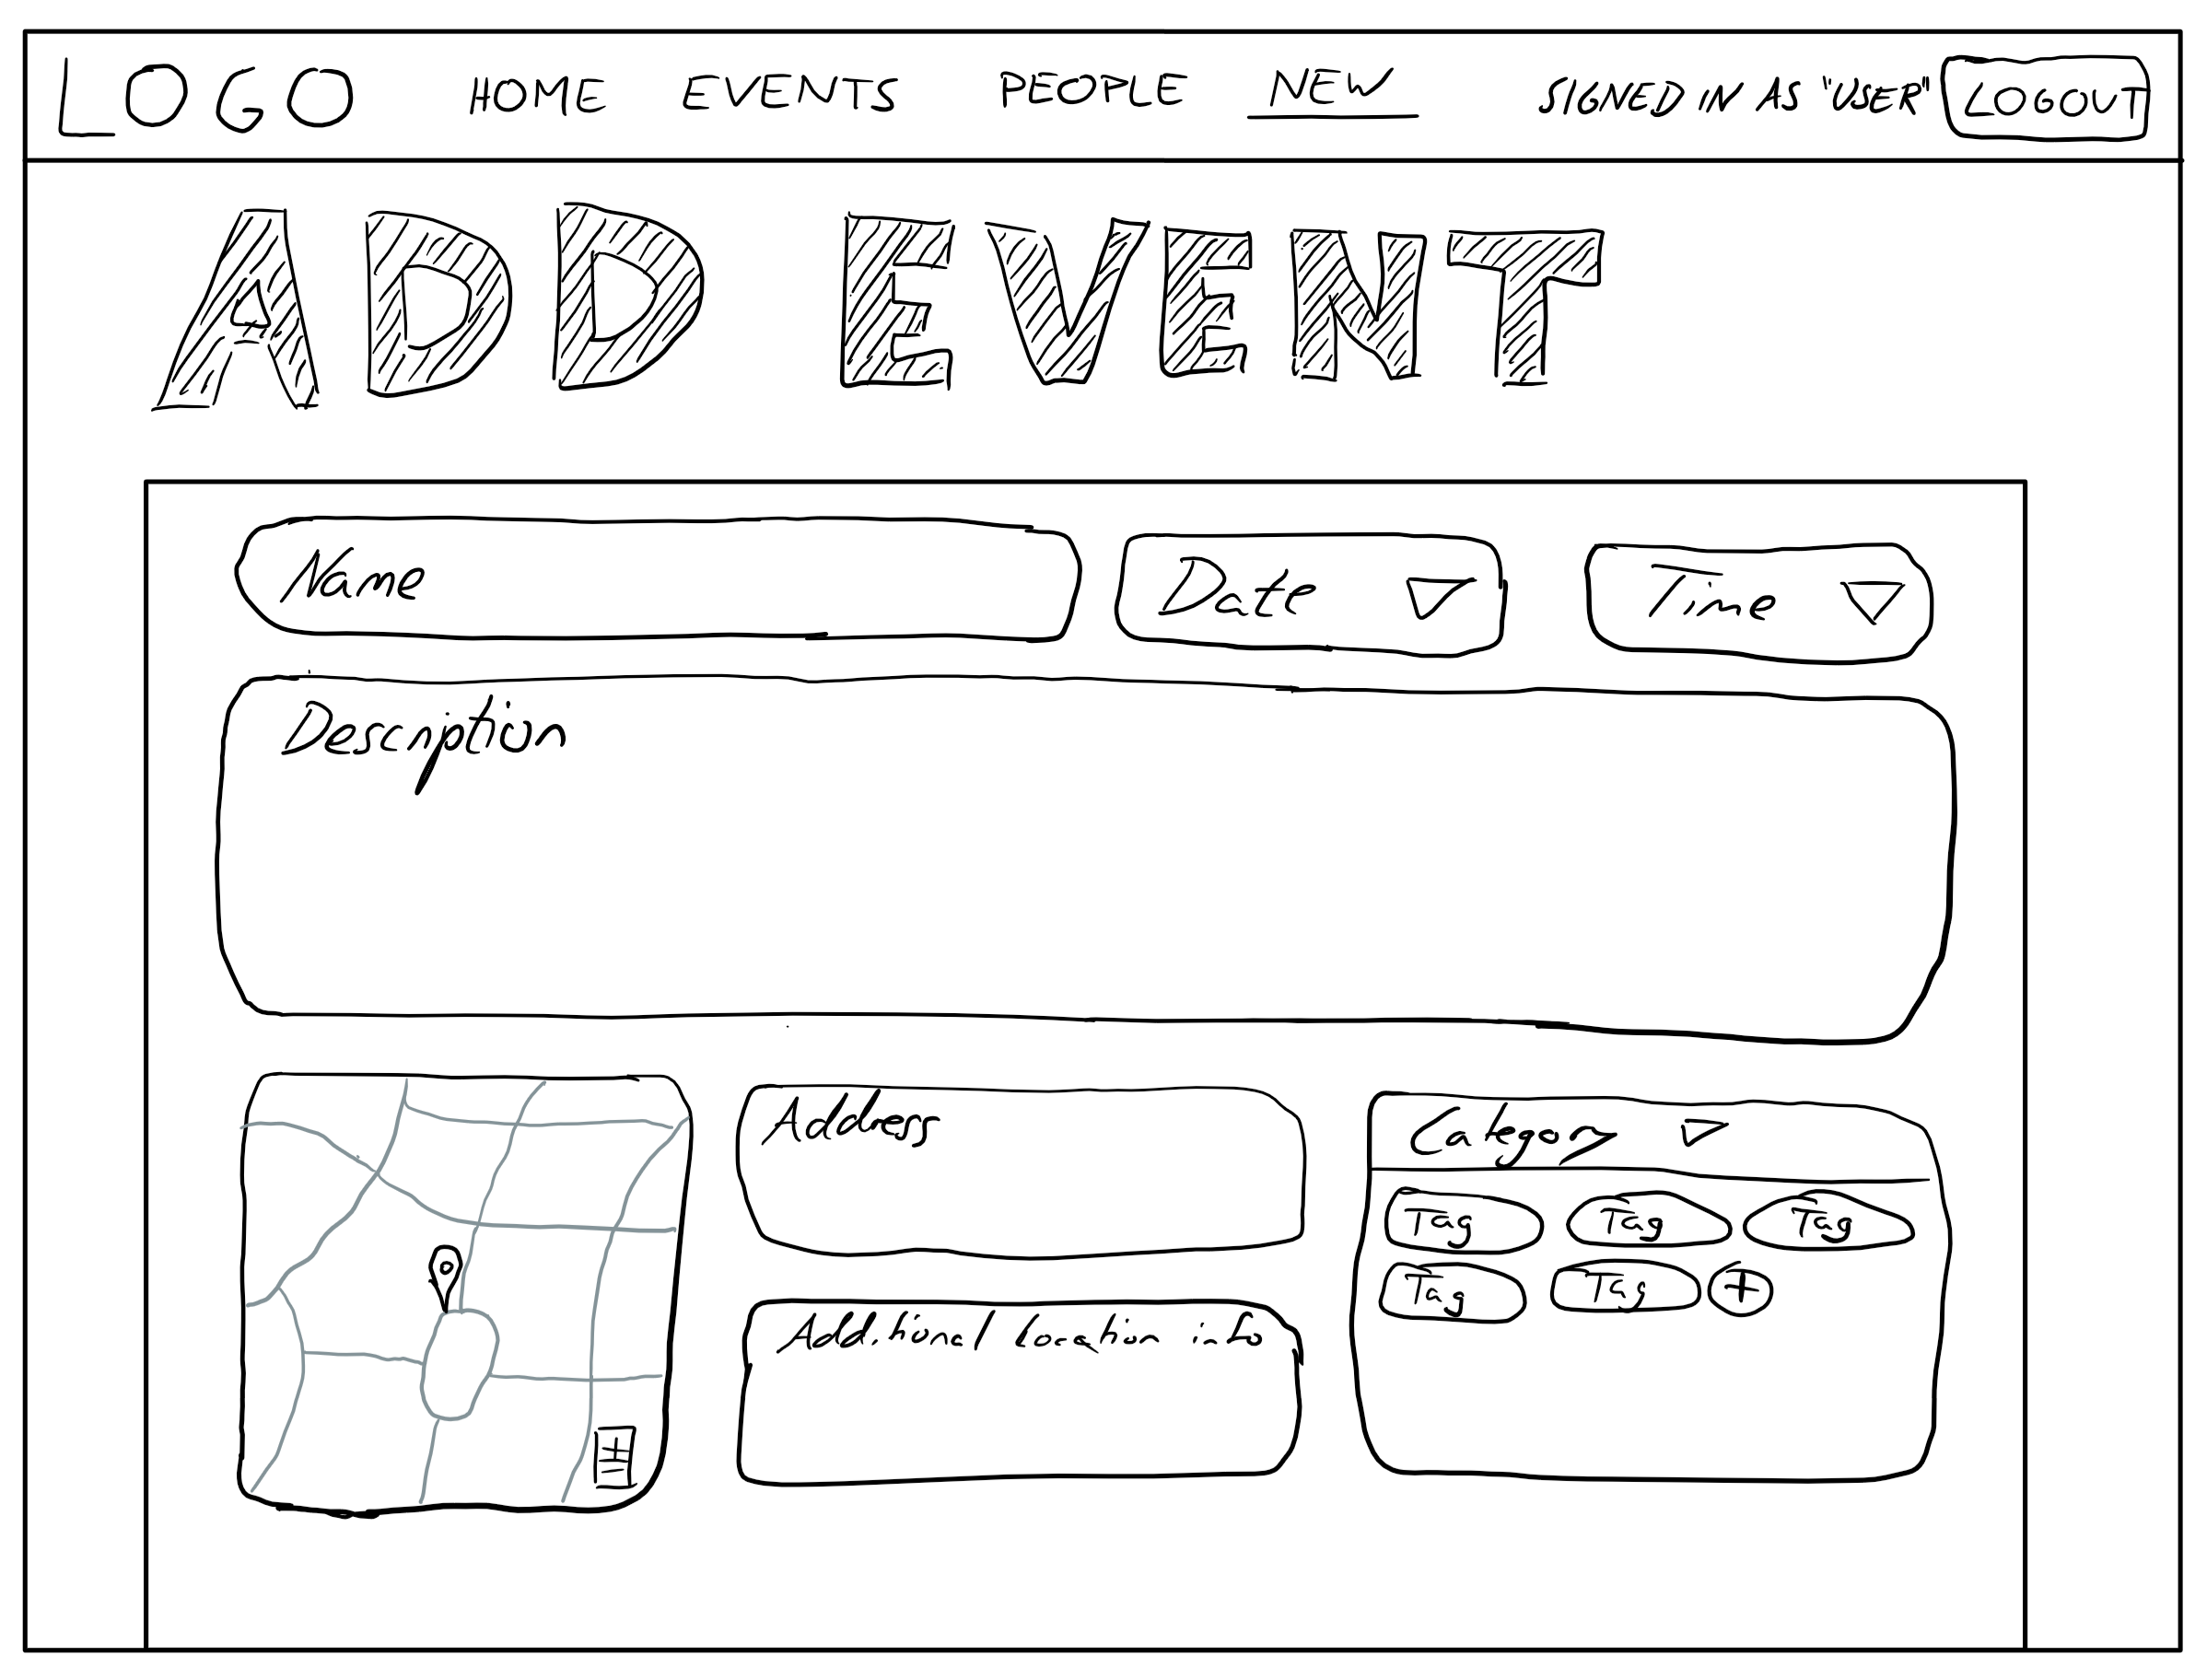 LOGO HOME EVENTS PEOPLE NEW SIGNED IN AS "USER" LOGOUT
ADD EVENT
Name Date Time
Description
Address Category
Tag Tag Tag
Tag Tag +
Additional location info